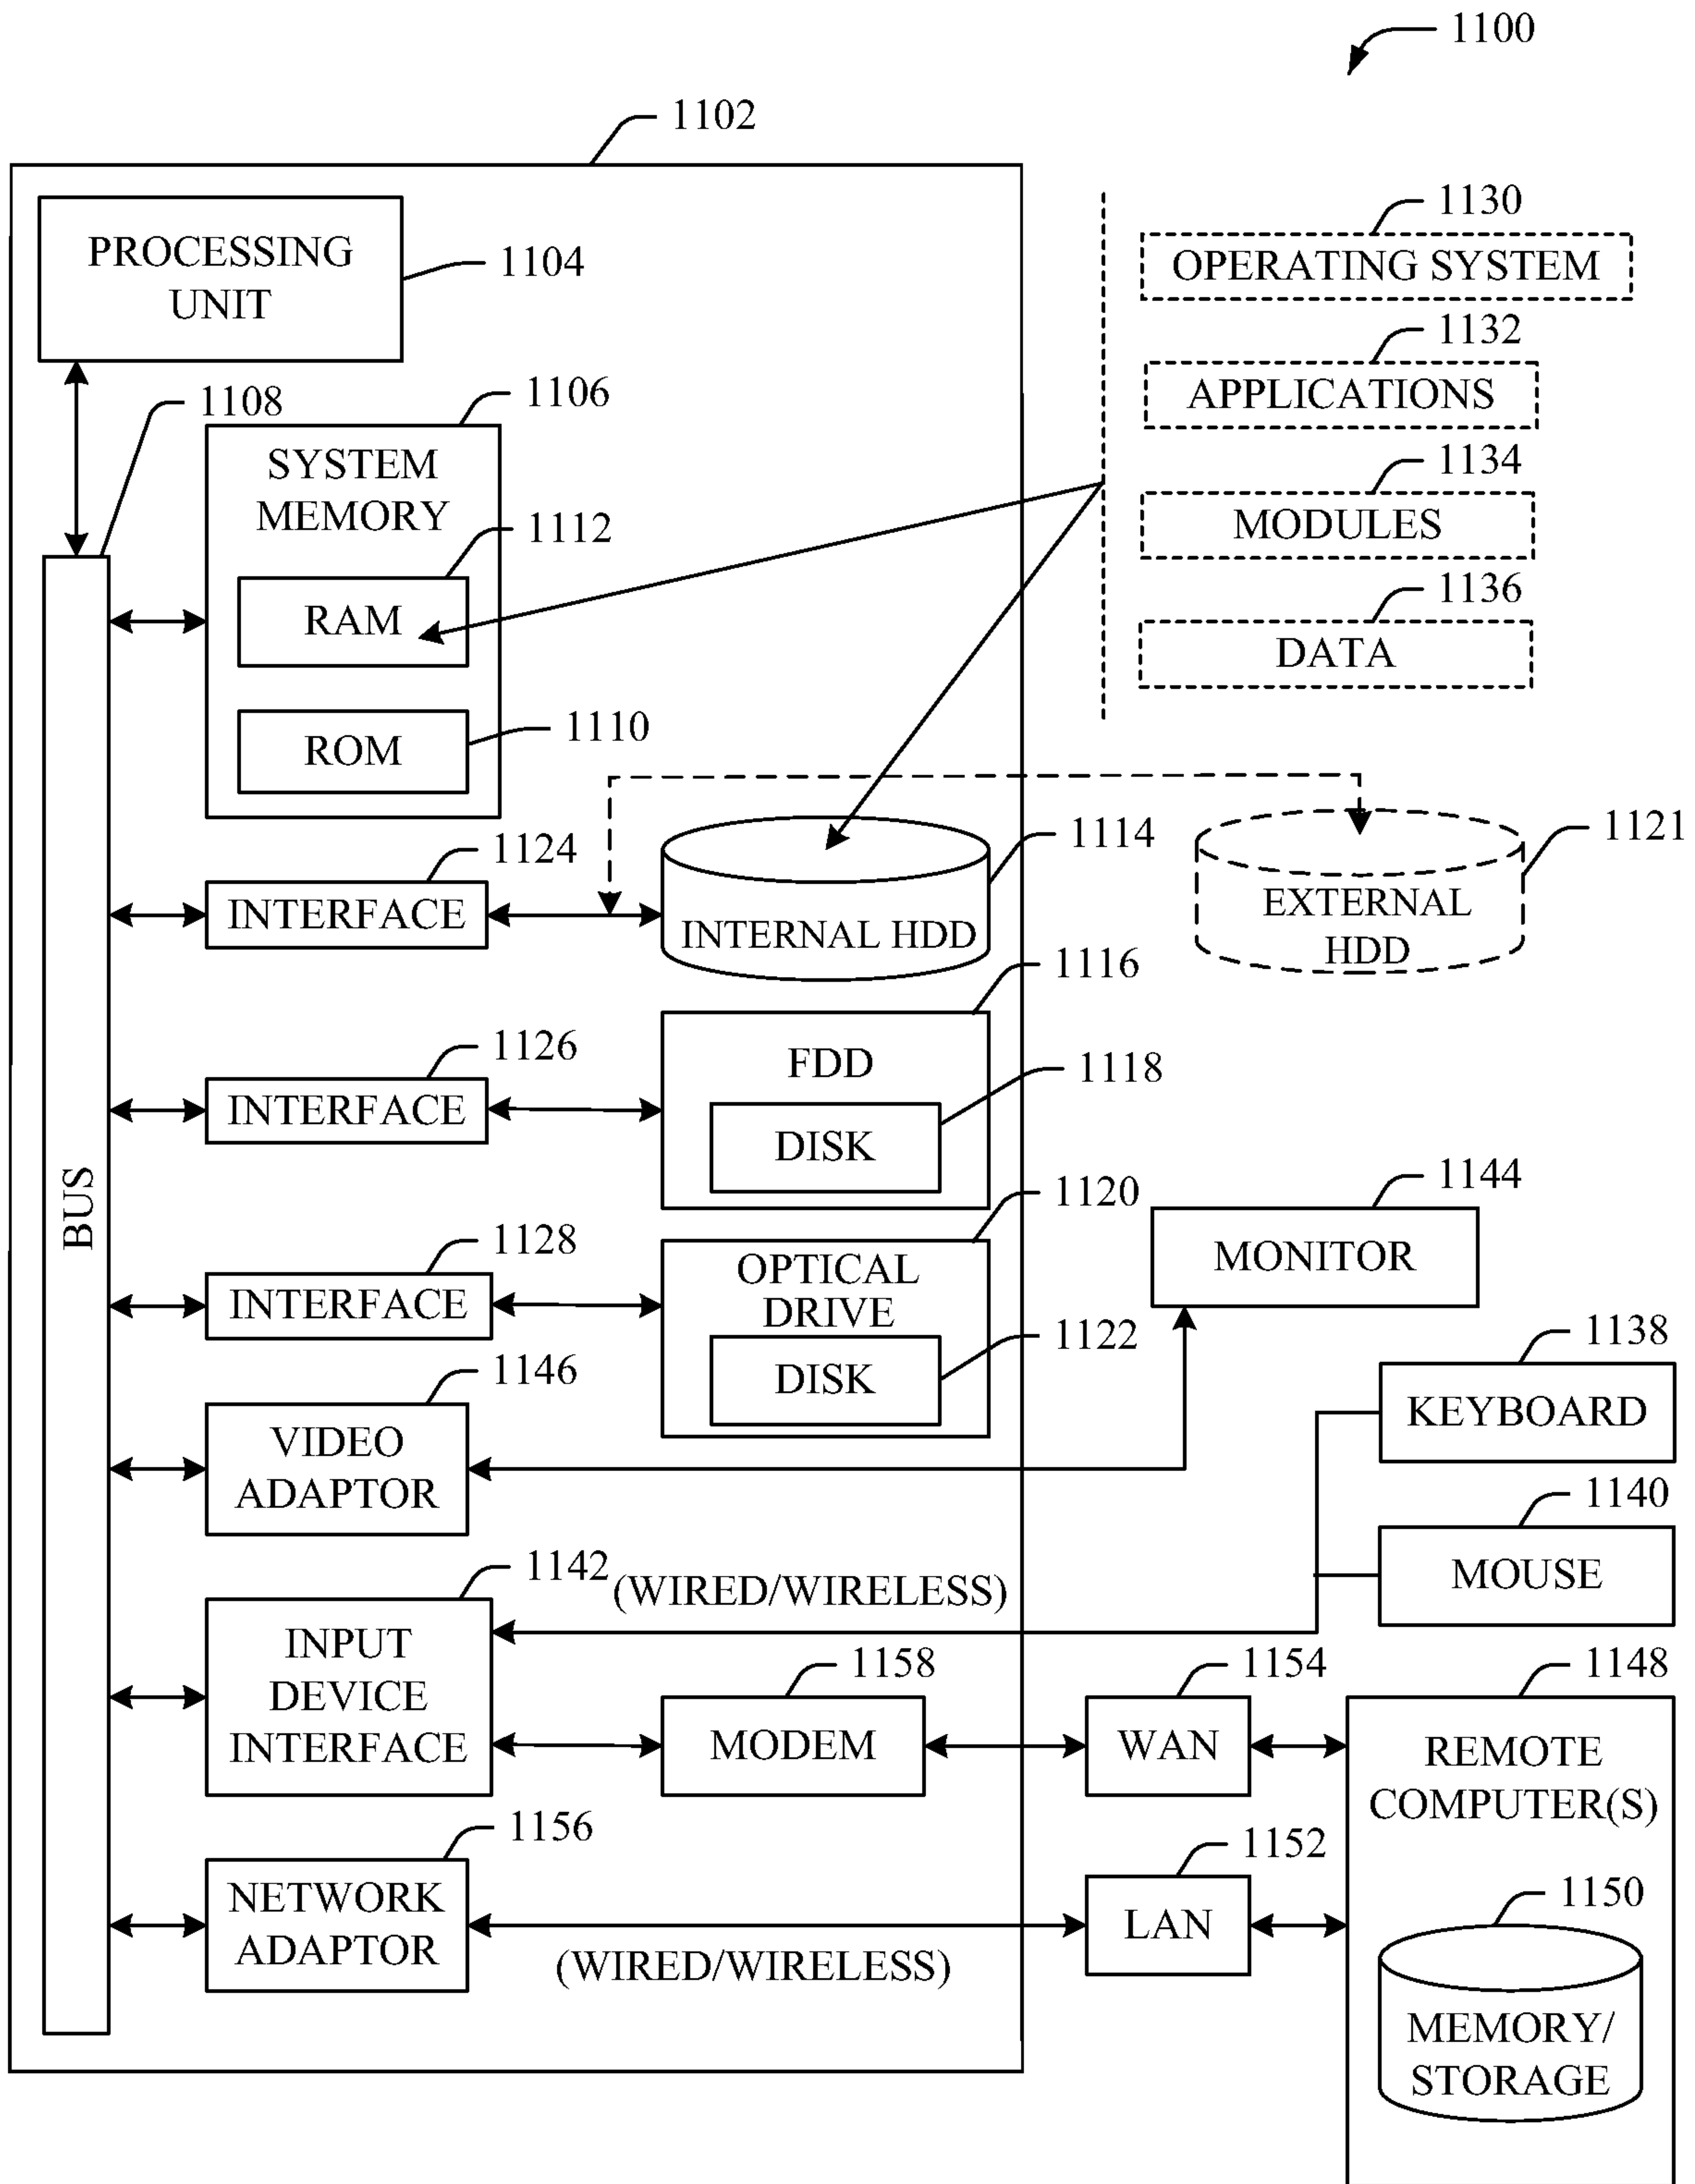 1100
1102
PROCESSING
UNIT
1104
1130
OPERATING SYSTEM
1132
APPLICATIONS
1134
MODULES
1136
DATA
1108
1106
SYSTEM
MEMORY
1112
RAM
1110
ROM
BUS
1124
INTERFACE
1114
INTERNAL HDD
1121
EXTERNAL
HDD
1126
INTERFACE
1116
FDD
1118
DISK
1128
INTERFACE
1120
OPTICAL
DRIVE
1122
DISK
1144
MONITOR
1146
VIDEO
ADAPTOR
1138
KEYBOARD
1140
MOUSE
1142
(WIRED/WIRELESS)
INPUT
DEVICE
INTERFACE
1158
MODEM
1154
WAN
1148
REMOTE
COMPUTER(S)
1156
NETWORK
ADAPTOR
(WIRED/WIRELESS)
1152
LAN
1150
MEMORY/
STORAGE